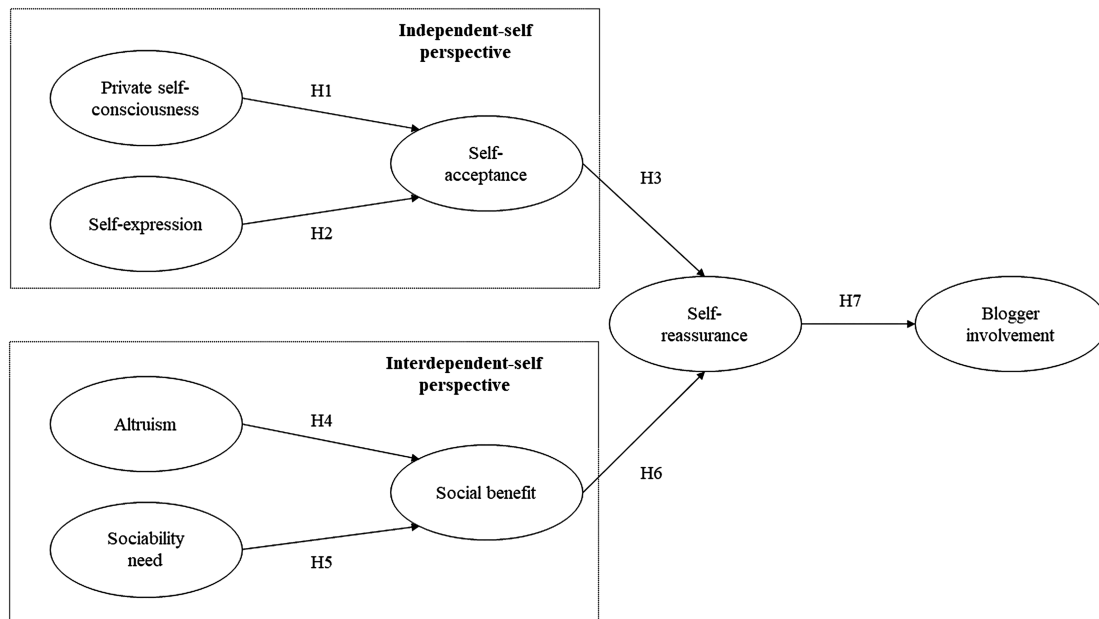 Independent-self
perspective
Private self-
consciousness
H1
Self-
acceptance
H3
Self-expression
H2
Self-
reassurance
H7
Blogger
involvement
Interdependent-self
perspective
Altruism
H4
Social benefit
H6
Sociability
need
H5